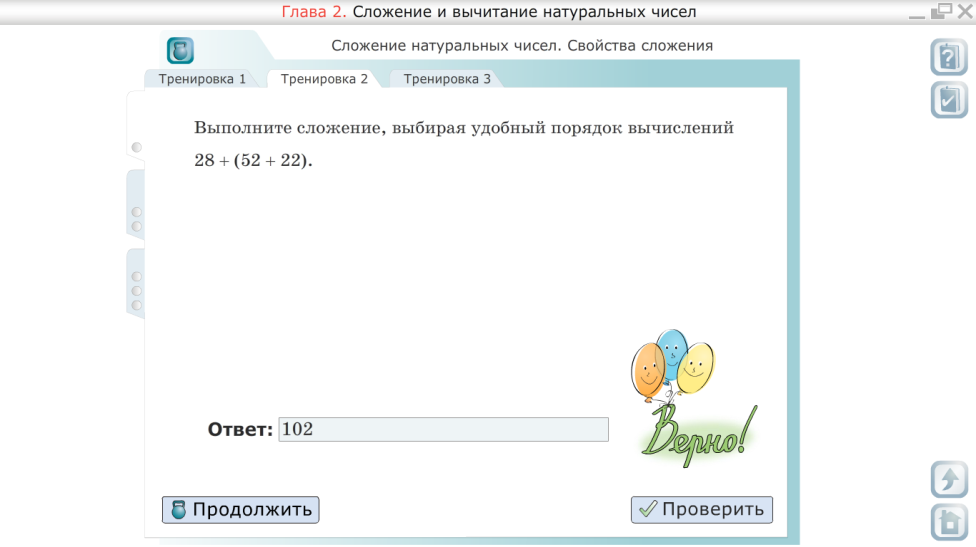 Глава 2. Сложение и вычитание натуральных чисел
Сложение натуральных чисел. Свойства сложения
Тренировка 1
Тренировка 2
Тренировка 3
Выполните сложение, выбирая удобный порядок вычислений
28 + (52 + 22).
Ответ: 102
Верно!
Продолжить
Проверить